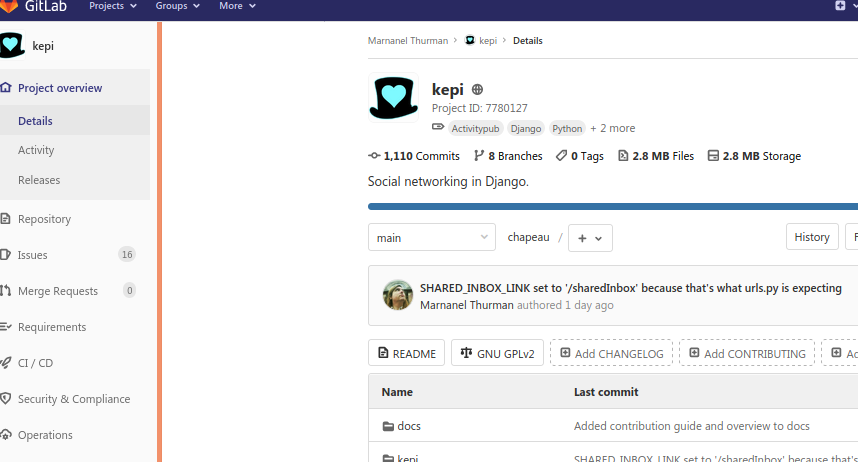 GitLab Projects Groups More
kepi
Project overview
Details
Activity
Releases
Repository
Issues 16
Merge Requests 0
Requirements
CI / CD
Security & Compliance
Operations
Marnanel Thurman > kepi > Details
kepi
Project ID: 7780127
Activitypub Django Python + 2 more
1,110 Commits 8 Branches 0 Tags 2.8 MB Files 2.8 MB Storage
Social networking in Django.
main chapeau / + History
SHARED_INBOX_LINK set to '/sharedInbox' because that's what urls.py is expecting
Marnanel Thurman authored 1 day ago
README GNU GPLv2 Add CHANGELOG Add CONTRIBUTING
Name Last commit
docs Added contribution guide and overview to docs
kepi SHARED_INBOX_LINK set to '/sharedInbox' because that's